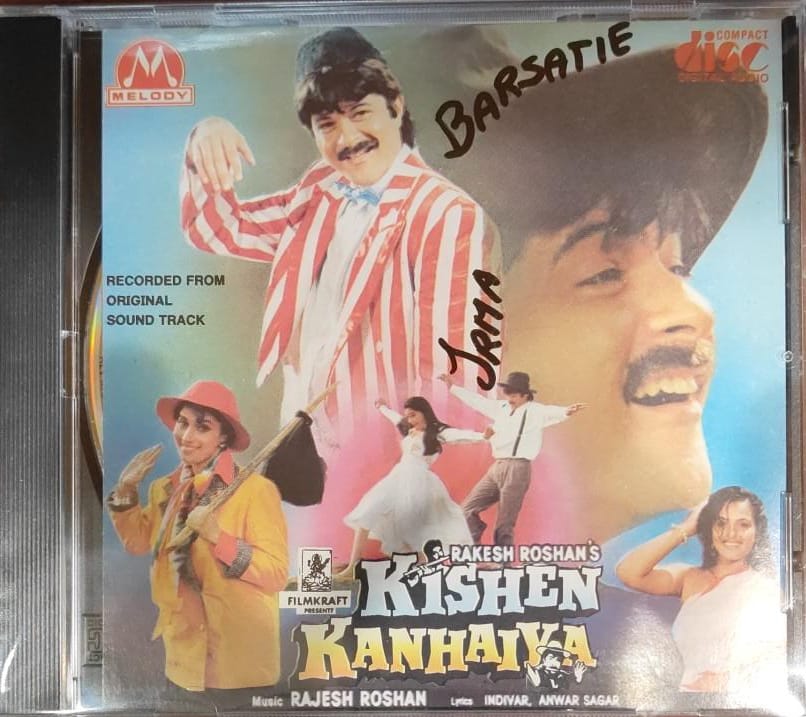 MELODY
COMPACT
disc
DIGITAL AUDIO
BARSATIE
RECORDED FROM
ORIGINAL
SOUND TRACK
IRMA
RAKESH ROSHAN'S
FILMKRAFT
PRESENTS
KISHEN
KANHAIYA
Music RAJESH ROSHAN Lyrics INDIVAR, ANWAR SAGAR